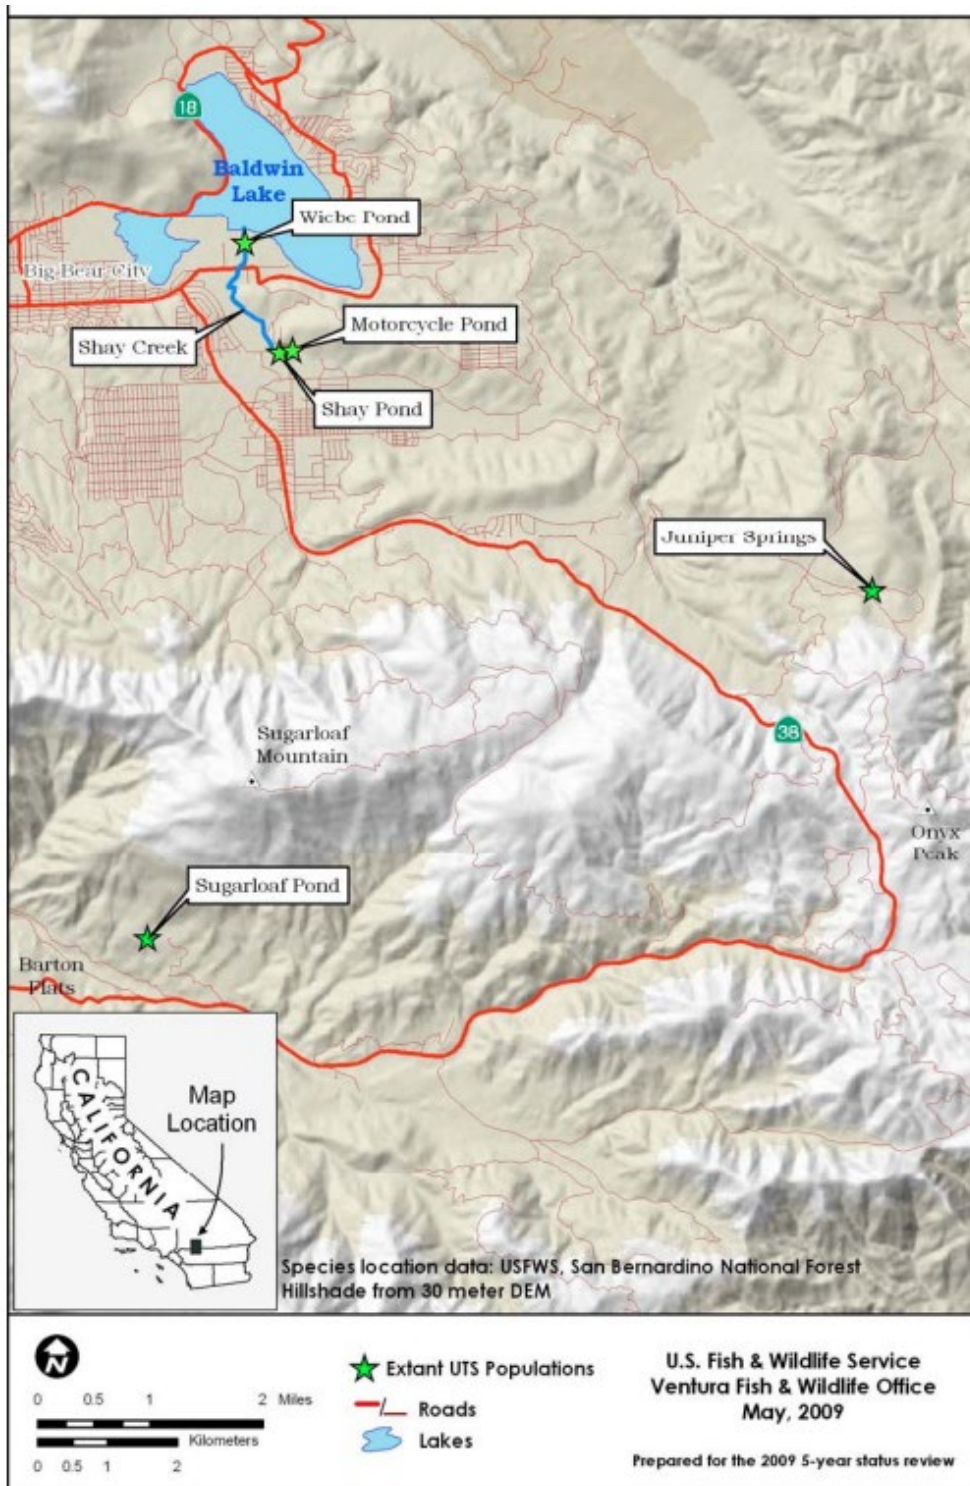 18
Baldwin
Lake
Wiebe Pond
Big Bear City
Motorcycle Pond
Shay Creek
Shay Pond
Juniper Springs
Sugarloaf
Mountain
38
Onyx
Peak
Sugarloaf Pond
Barton
Flats
CALIFORNIA
Map
Location
Species location data: USFWS, San Bernardino National Forest
Hillshade from 30 meter DEM
N
0 0.5 1 2 Miles
Kilometers
0 0.5 1 2
Extant UTS Populations
Roads
Lakes
U.S. Fish & Wildlife Service
Ventura Fish & Wildlife Office
May, 2009
Prepared for the 2009 5-year status review